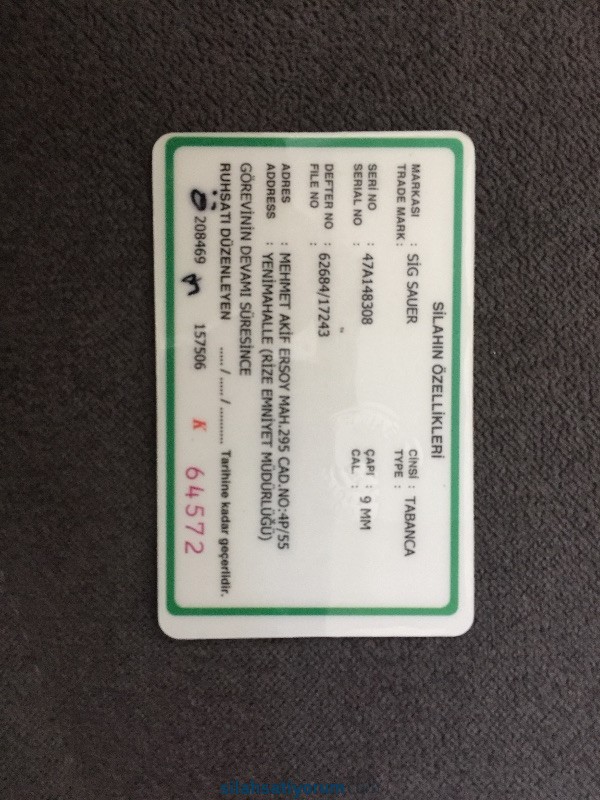 SİLAHIN ÖZELLİKLERİ
MARKASI : SİG SAUER CİNSİ : TABANCA
TRADE MARK : TYPE :
SERİ NO : 47A148308 ÇAPI : 9 MM
SERIAL NO CAL. :
DEFTER NO : 62684/17243
FILE NO :
ADRES : MEHMET AKİF ERSOY MAH.295 CAD.NO:4P/55
ADDRESS : YENİMAHALLE (RİZE EMNİYET MÜDÜRLÜĞÜ)
GÖREVİNİN DEVAMI SÜRESİNCE
RUHSATI DÜZENLEYEN ..... / ..... / .......... Tarihine kadar geçerlidir.
208469 157506 K 64572